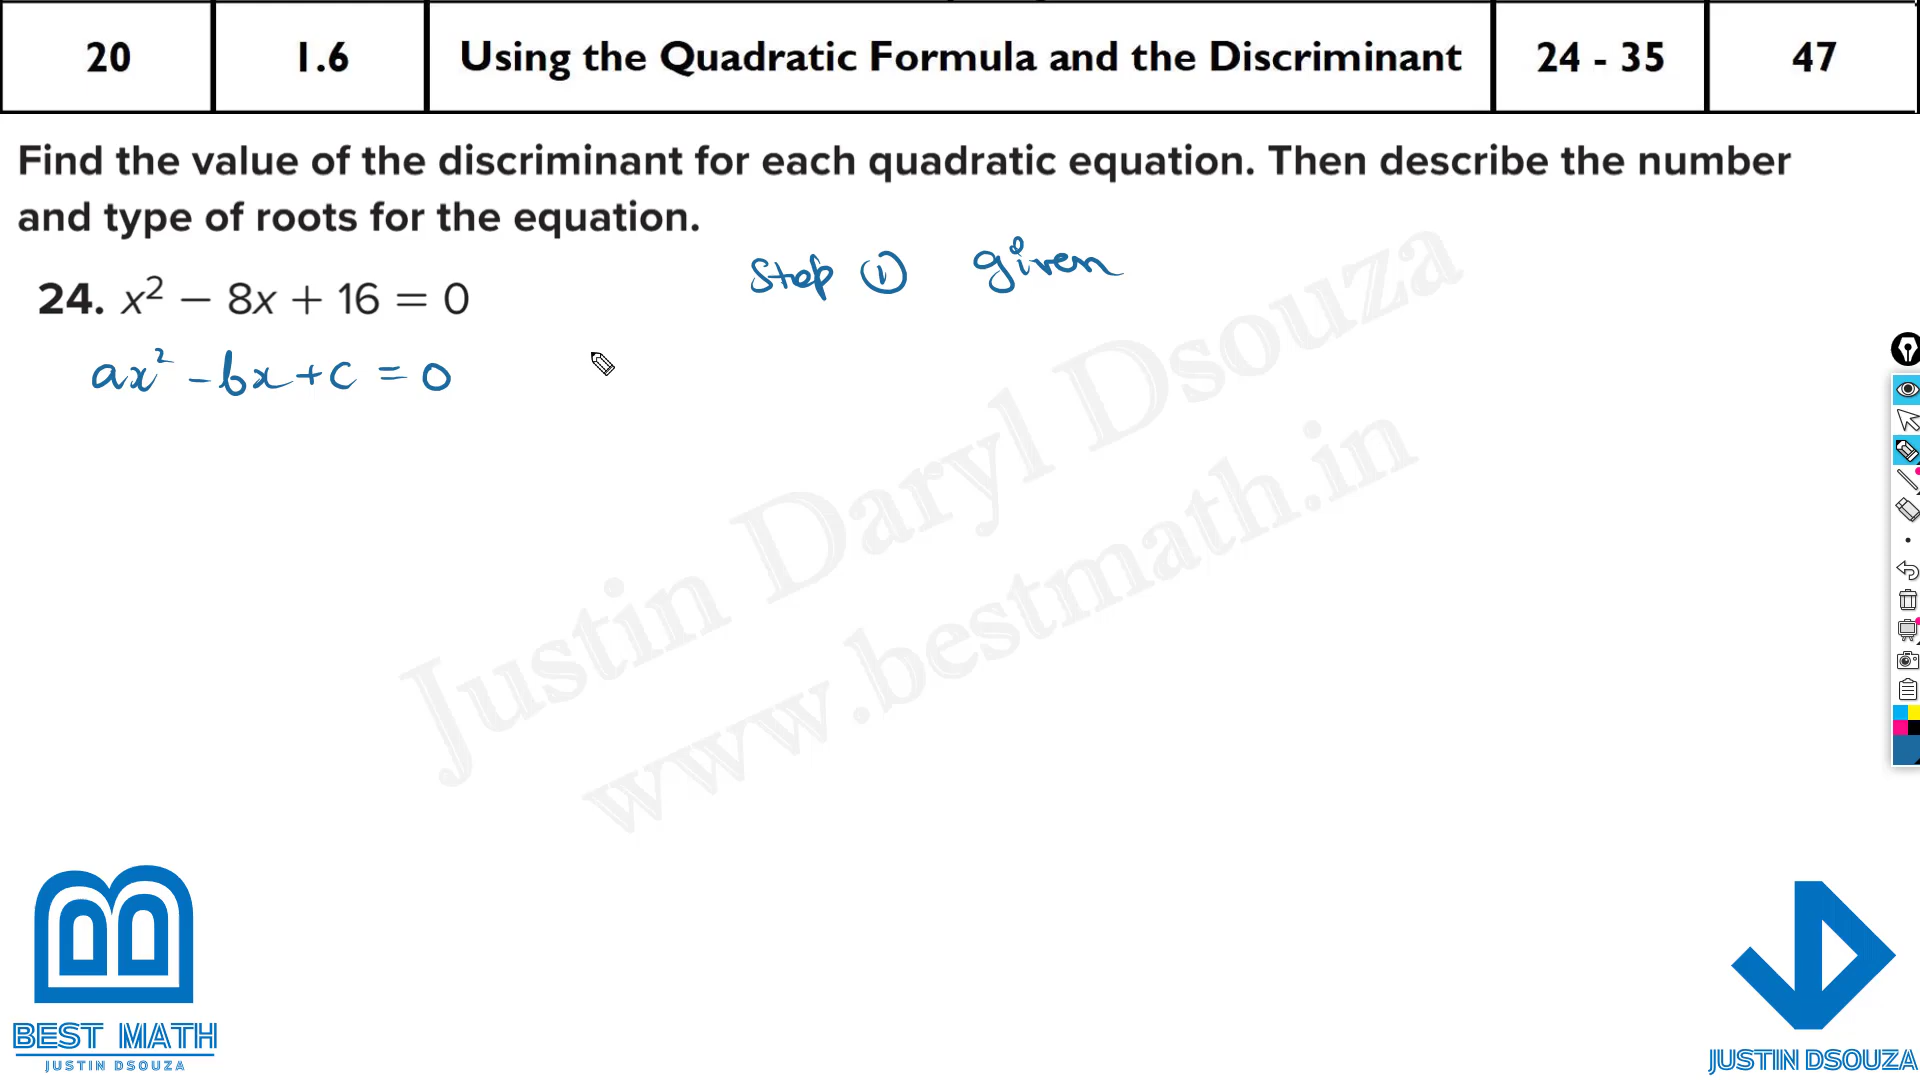 20 1.6 Using the Quadratic Formula and the Discriminant 24 - 35 47
Find the value of the discriminant for each quadratic equation. Then describe the number
and type of roots for the equation.
Step ① given
24. x² − 8x + 16 = 0
ax² - bx + c = 0
Justin Daryl Dsouza
www.bestmath.in
BEST MATH
JUSTIN DSOUZA
JUSTIN DSOUZA